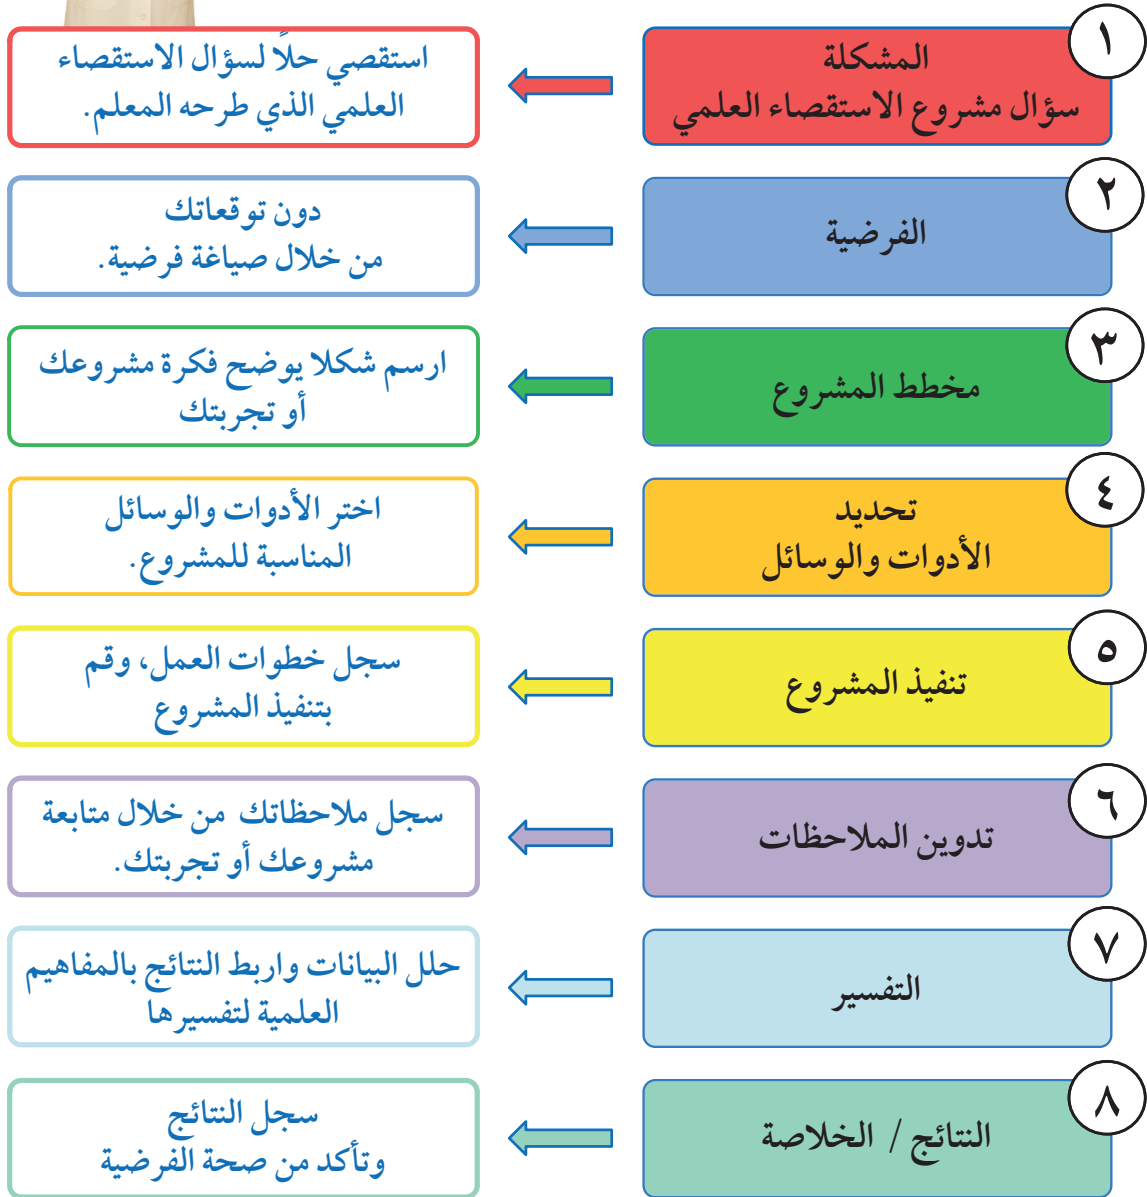 ١
المشكلة
سؤال مشروع الاستقصاء العلمي
استقصي حلاً لسؤال الاستقصاء
العلمي الذي طرحه المعلم.
٢
الفرضية
دون توقعاتك
من خلال صياغة فرضية.
٣
مخطط المشروع
ارسم شكلا يوضح فكرة مشروعك
أو تجربتك
٤
تحديد
الأدوات والوسائل
اختر الأدوات والوسائل
المناسبة للمشروع.
٥
تنفيذ المشروع
سجل خطوات العمل، وقم
بتنفيذ المشروع
٦
تدوين الملاحظات
سجل ملاحظاتك من خلال متابعة
مشروعك أو تجربتك.
٧
التفسير
حلل البيانات واربط النتائج بالمفاهيم
العلمية لتفسيرها
٨
النتائج / الخلاصة
سجل النتائج
وتأكد من صحة الفرضية